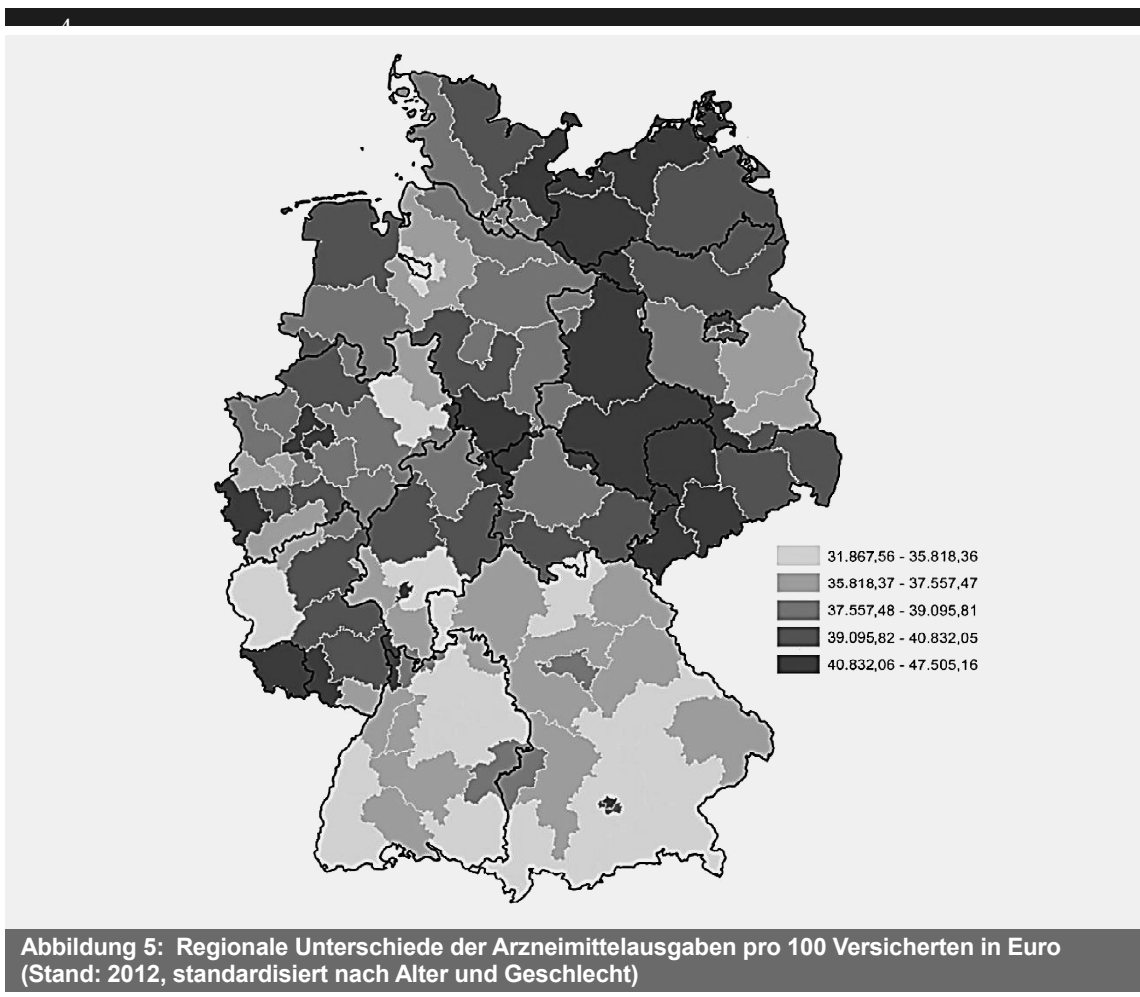 4
31.867,56 - 35.818,36
35.818,37 - 37.557,47
37.557,48 - 39.095,81
39.095,82 - 40.832,05
40.832,06 - 47.505,16
Abbildung 5: Regionale Unterschiede der Arzneimittelausgaben pro 100 Versicherten in Euro
(Stand: 2012, standardisiert nach Alter und Geschlecht)